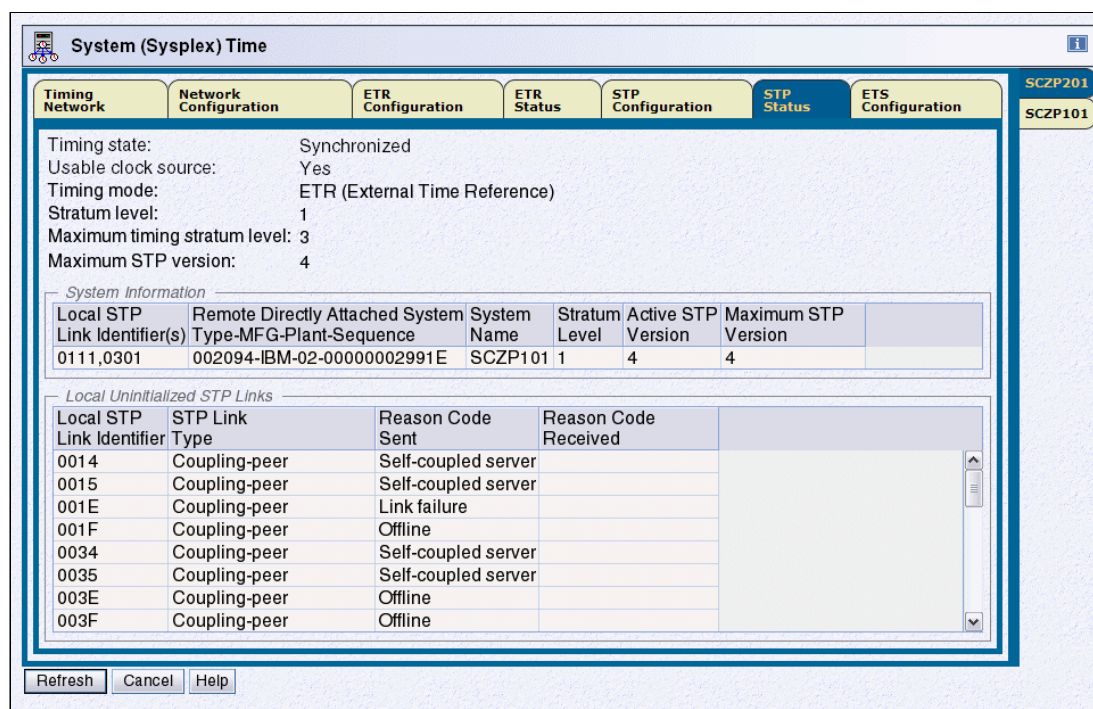 System (Sysplex) Time
i
SCZP201
SCZP101
Timing Network
Network Configuration
ETR Configuration
ETR Status
STP Configuration
STP Status
ETS Configuration
Timing state: Synchronized
Usable clock source: Yes
Timing mode: ETR (External Time Reference)
Stratum level: 1
Maximum timing stratum level: 3
Maximum STP version: 4
System Information
Local STP Remote Directly Attached System System Stratum Active STP Maximum STP
Link Identifier(s) Type-MFG-Plant-Sequence Name Level Version Version
0111,0301 002094-IBM-02-00000002991E SCZP101 1 4 4
Local Uninitialized STP Links
Local STP STP Link Reason Code Reason Code
Link Identifier Type Sent Received
0014 Coupling-peer Self-coupled server
0015 Coupling-peer Self-coupled server
001E Coupling-peer Link failure
001F Coupling-peer Offline
0034 Coupling-peer Self-coupled server
0035 Coupling-peer Self-coupled server
003E Coupling-peer Offline
003F Coupling-peer Offline
Refresh Cancel Help